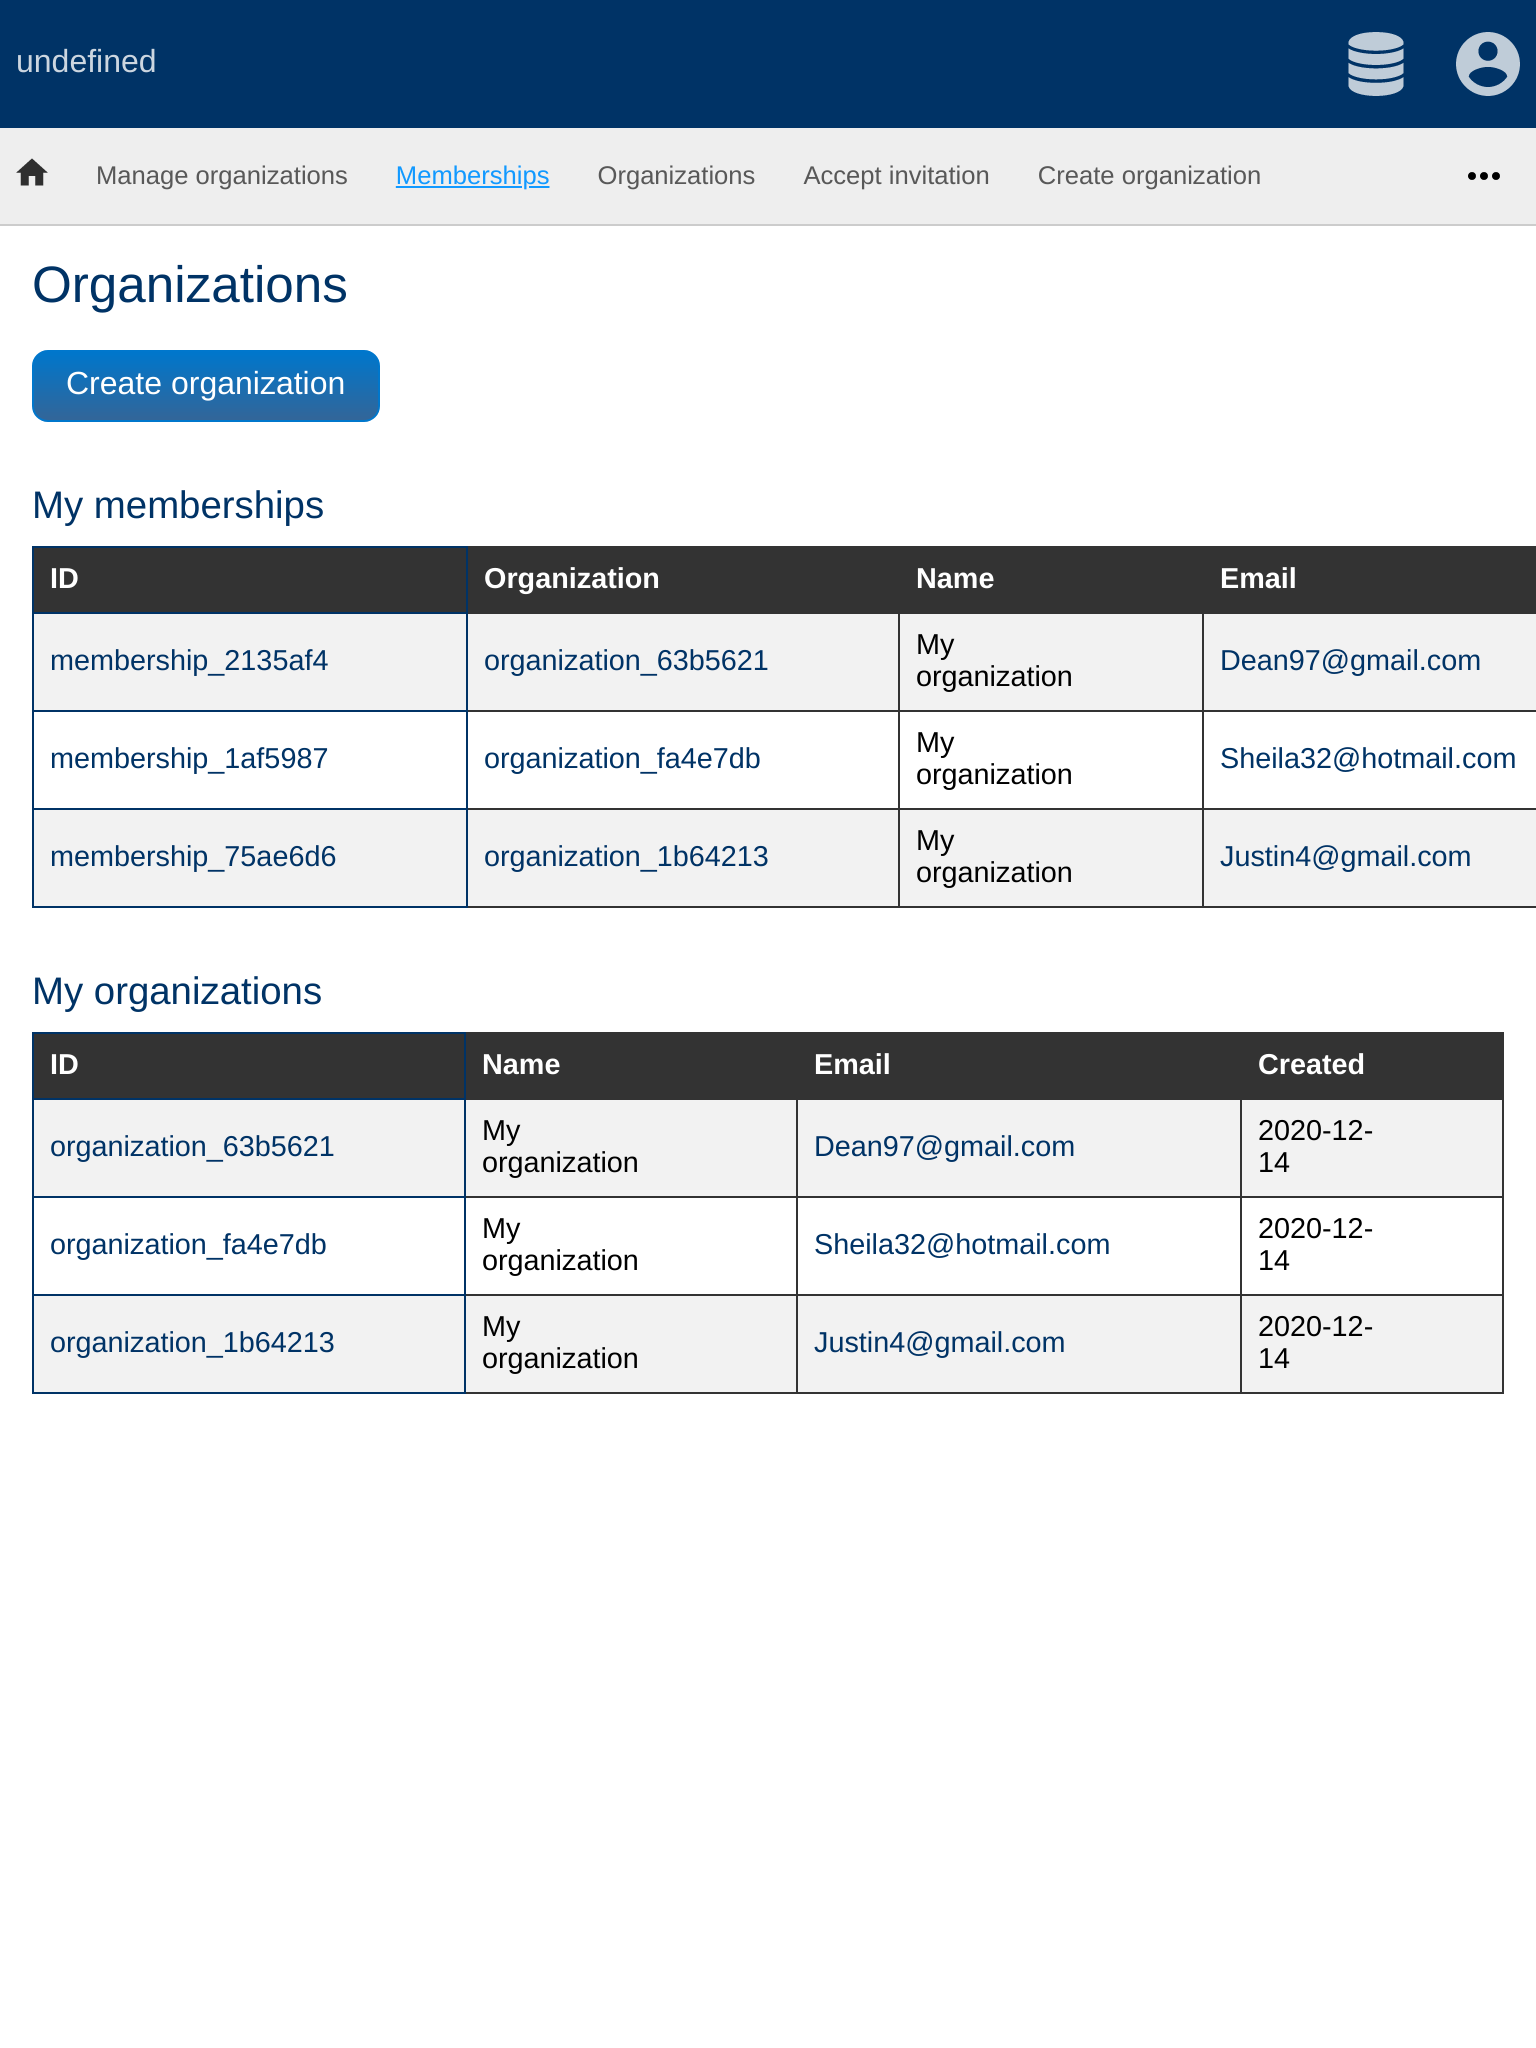 undefined
Manage organizations Memberships Organizations Accept invitation Create organization
Organizations
Create organization
My memberships
ID Organization Name Email
membership_2135af4 organization_63b5621 My organization Dean97@gmail.com
membership_1af5987 organization_fa4e7db My organization Sheila32@hotmail.com
membership_75ae6d6 organization_1b64213 My organization Justin4@gmail.com
My organizations
ID Name Email Created
organization_63b5621 My organization Dean97@gmail.com 2020-12-14
organization_fa4e7db My organization Sheila32@hotmail.com 2020-12-14
organization_1b64213 My organization Justin4@gmail.com 2020-12-14